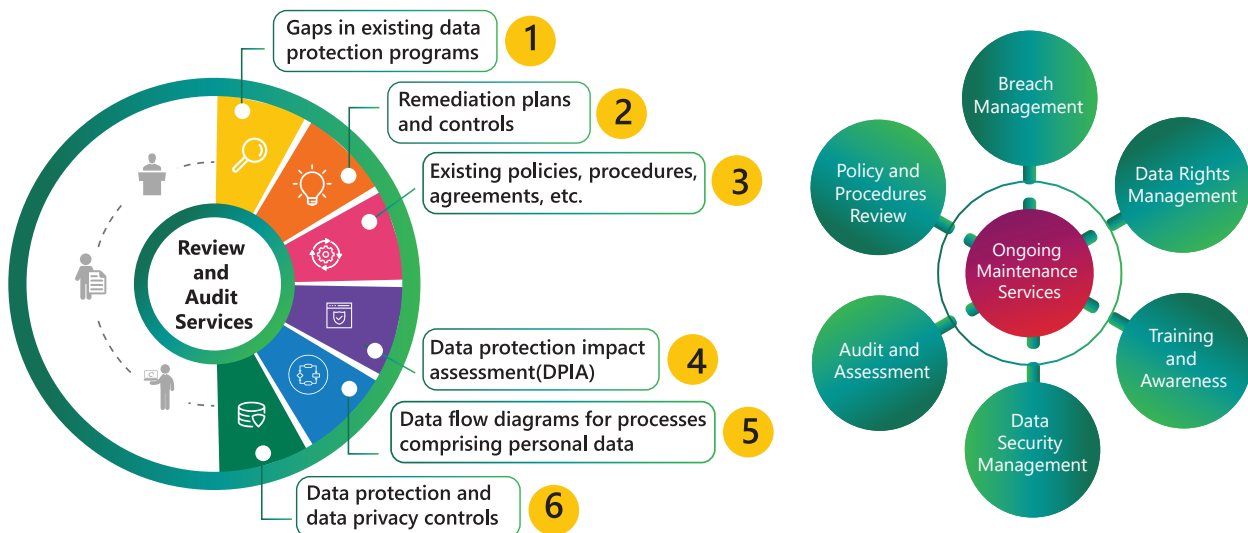 Gaps in existing data
protection programs
1
Remediation plans
and controls
2
Existing policies, procedures,
agreements, etc.
3
Review
and
Audit
Services
Data protection impact
assessment(DPIA)
4
Data flow diagrams for processes
comprising personal data
5
Data protection and
data privacy controls
6
Breach
Management
Policy and
Procedures
Review
Data Rights
Management
Ongoing
Maintenance
Services
Audit and
Assessment
Training
and
Awareness
Data
Security
Management